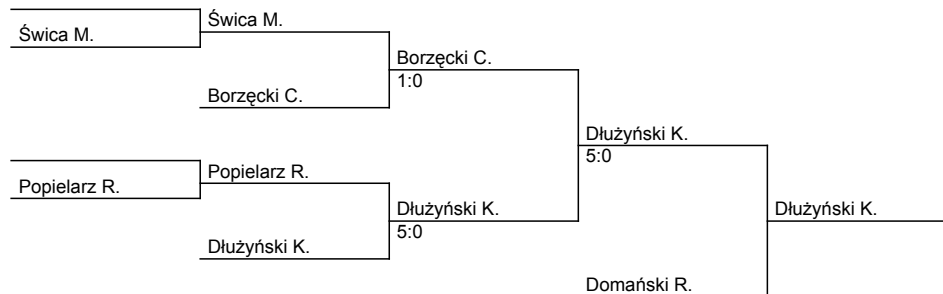 Świca M.
Świca M.
Borzęcki C.
1:0
Borzęcki C.
Dłużyński K.
5:0
Popielarz R.
Popielarz R.
Dłużyński K.
5:0
Dłużyński K.
Dłużyński K.
Domański R.